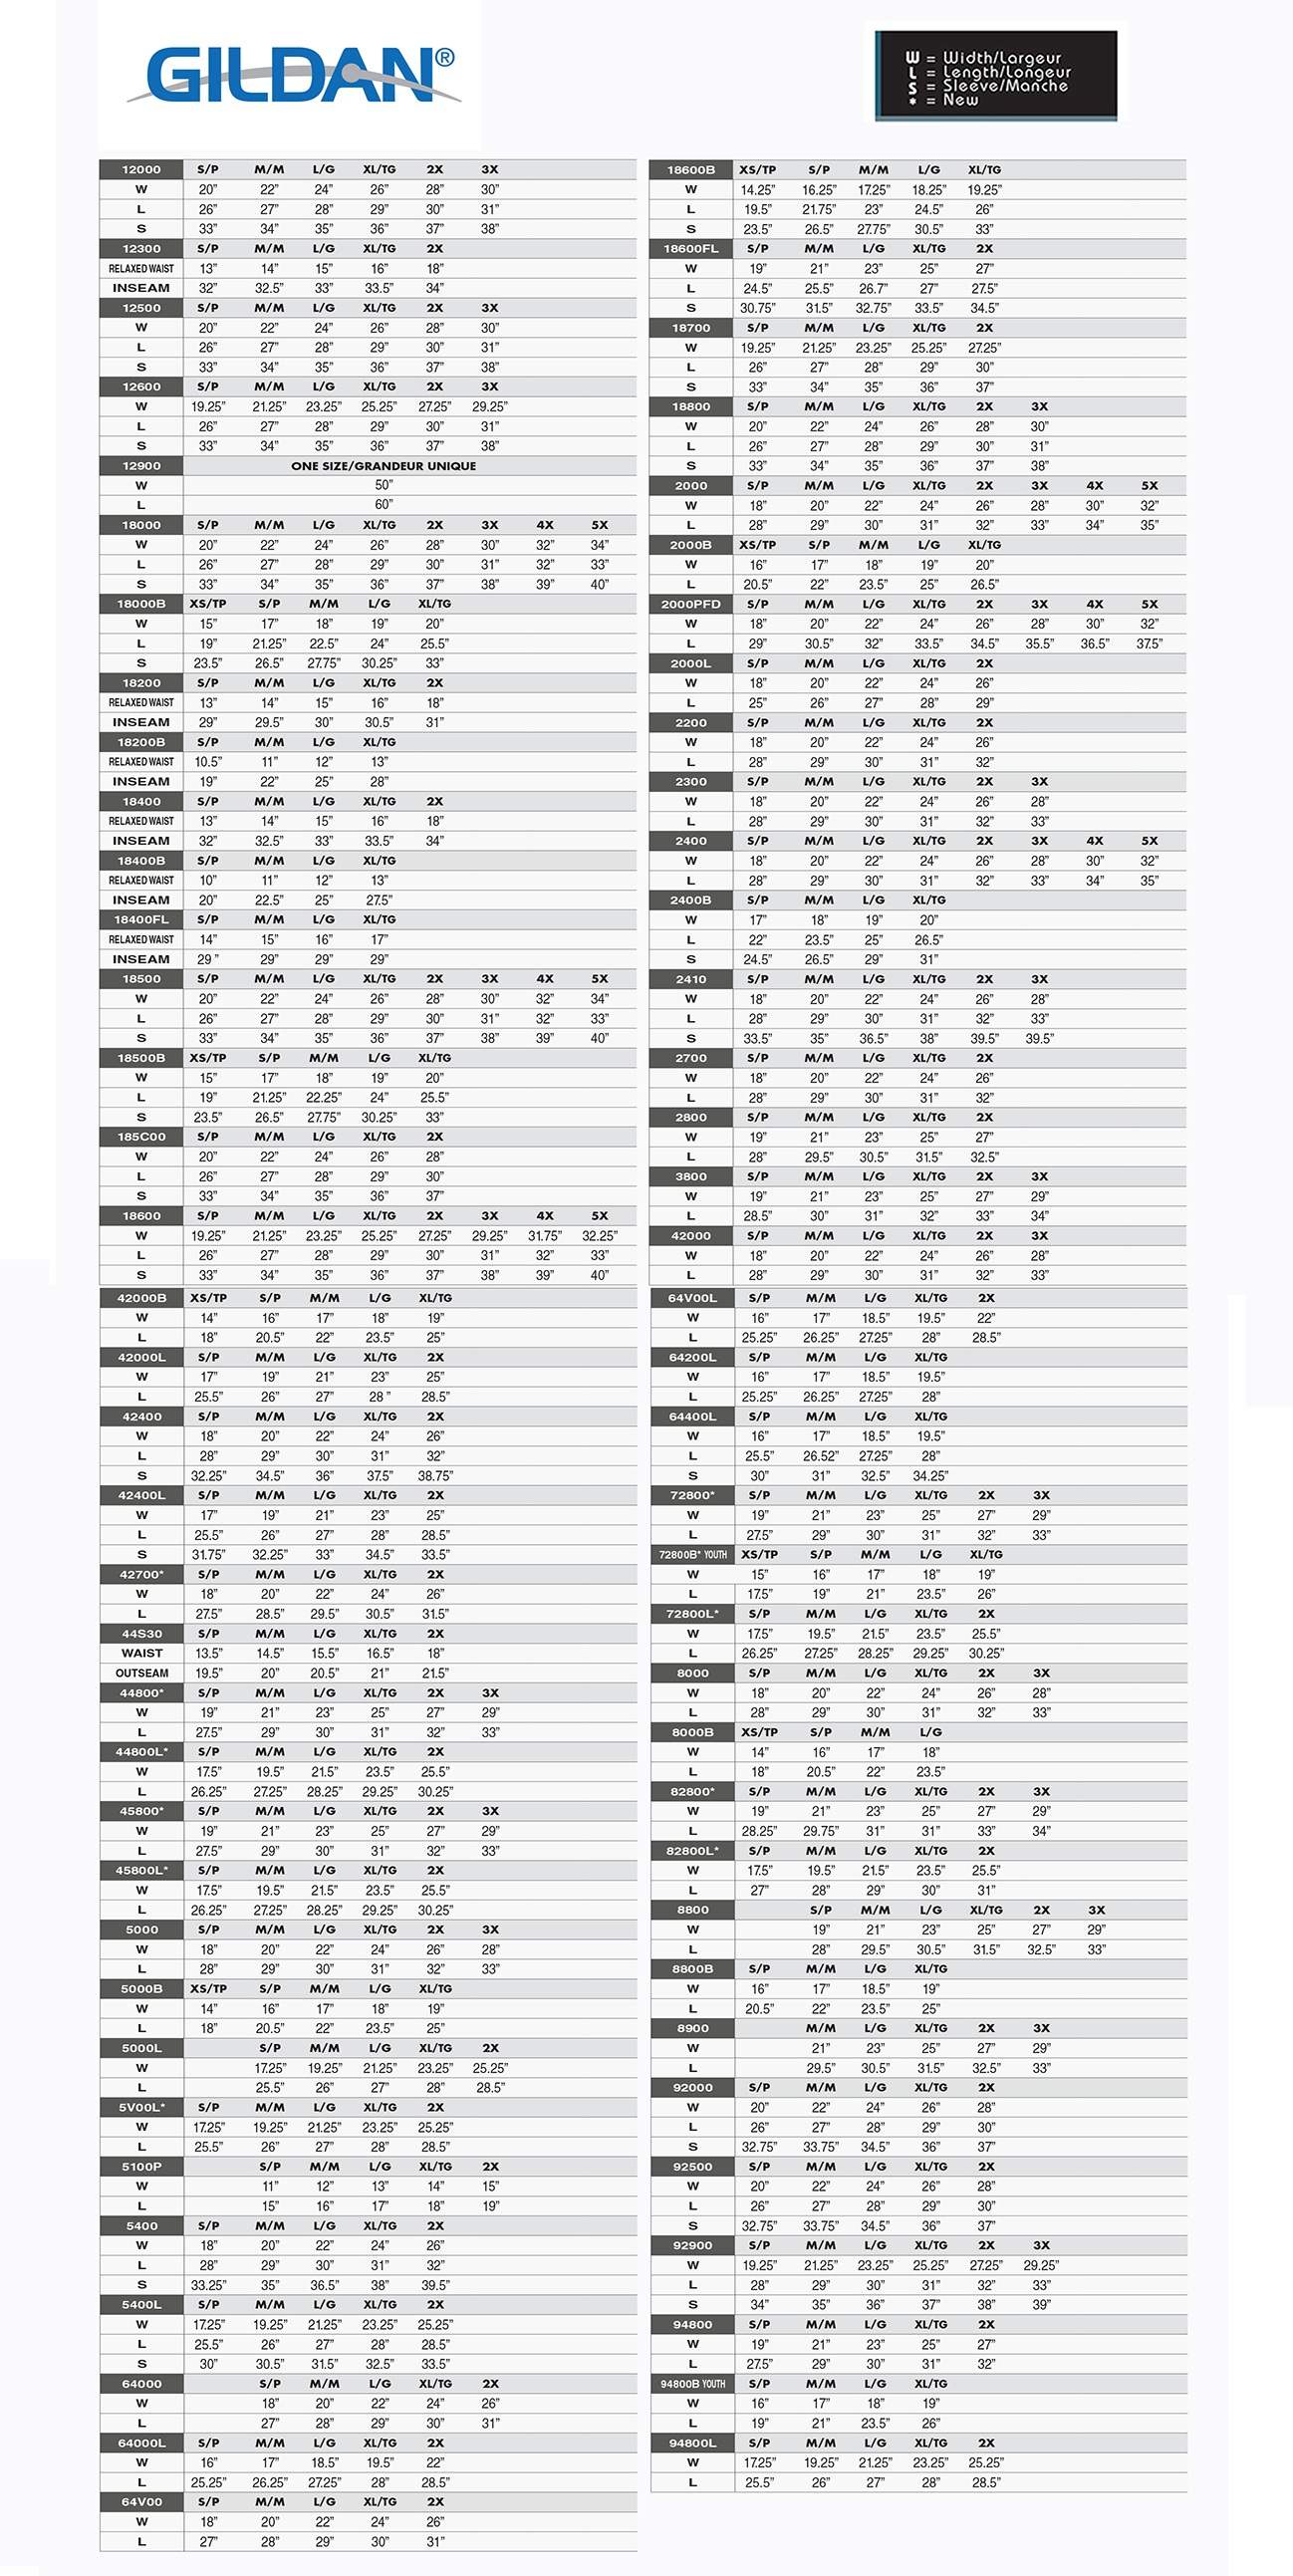 GILDAN®
W = Width/Largeur
L = Length/Longeur
S = Sleeve/Manche
* = New
12000 S/P M/M L/G XL/TG 2X 3X
W 20” 22” 24” 26” 28” 30”
L 26” 27” 28” 29” 30” 31”
S 33” 34” 35” 36” 37” 38”
12300 S/P M/M L/G XL/TG 2X
RELAXED WAIST 13” 14” 15” 16” 18”
INSEAM 32” 32.5” 33” 33.5” 34”
12500 S/P M/M L/G XL/TG 2X 3X
W 20” 22” 24” 26” 28” 30”
L 26” 27” 28” 29” 30” 31”
S 33” 34” 35” 36” 37” 38”
12600 S/P M/M L/G XL/TG 2X 3X
W 19.25” 21.25” 23.25” 25.25” 27.25” 29.25”
L 26” 27” 28” 29” 30” 31”
S 33” 34” 35” 36” 37” 38”
12900 ONE SIZE/GRANDEUR UNIQUE
W 50”
L 60”
18000 S/P M/M L/G XL/TG 2X 3X 4X 5X
W 20” 22” 24” 26” 28” 30” 32” 34”
L 26” 27” 28” 29” 30” 31” 32” 33”
S 33” 34” 35” 36” 37” 38” 39” 40”
18000B XS/TP S/P M/M L/G XL/TG
W 15” 17” 18” 19” 20”
L 19” 21.25” 22.5” 24” 25.5”
S 23.5” 26.5” 27.75” 30.25” 33”
18200 S/P M/M L/G XL/TG 2X
RELAXED WAIST 13” 14” 15” 16” 18”
INSEAM 29” 29.5” 30” 30.5” 31”
18200B S/P M/M L/G XL/TG
RELAXED WAIST 10.5” 11” 12” 13”
INSEAM 19” 22” 25” 28”
18400 S/P M/M L/G XL/TG 2X
RELAXED WAIST 13” 14” 15” 16” 18”
INSEAM 32” 32.5” 33” 33.5” 34”
18400B S/P M/M L/G XL/TG
RELAXED WAIST 10” 11” 12” 13”
INSEAM 20” 22.5” 25” 27.5”
18400FL S/P M/M L/G XL/TG
RELAXED WAIST 14” 15” 16” 17”
INSEAM 29 ” 29” 29” 29”
18500 S/P M/M L/G XL/TG 2X 3X 4X 5X
W 20” 22” 24” 26” 28” 30” 32” 34”
L 26” 27” 28” 29” 30” 31” 32” 33”
S 33” 34” 35” 36” 37” 38” 39” 40”
18500B XS/TP S/P M/M L/G XL/TG
W 15” 17” 18” 19” 20”
L 19” 21.25” 22.25” 24” 25.5”
S 23.5” 26.5” 27.75” 30.25” 33”
185C00 S/P M/M L/G XL/TG 2X
W 20” 22” 24” 26” 28”
L 26” 27” 28” 29” 30”
S 33” 34” 35” 36” 37”
18600 S/P M/M L/G XL/TG 2X 3X 4X 5X
W 19.25” 21.25” 23.25” 25.25” 27.25” 29.25” 31.75” 32.25”
L 26” 27” 28” 29” 30” 31” 32” 33”
S 33” 34” 35” 36” 37” 38” 39” 40”
18600B XS/TP S/P M/M L/G XL/TG
W 14.25” 16.25” 17.25” 18.25” 19.25”
L 19.5” 21.75” 23” 24.5” 26”
S 23.5” 26.5” 27.75” 30.5” 33”
18600FL S/P M/M L/G XL/TG 2X
W 19” 21” 23” 25” 27”
L 24.5” 25.5” 26.7” 27” 27.5”
S 30.75” 31.5” 32.75” 33.5” 34.5”
18700 S/P M/M L/G XL/TG 2X
W 19.25” 21.25” 23.25” 25.25” 27.25”
L 26” 27” 28” 29” 30”
S 33” 34” 35” 36” 37”
18800 S/P M/M L/G XL/TG 2X 3X
W 20” 22” 24” 26” 28” 30”
L 26” 27” 28” 29” 30” 31”
S 33” 34” 35” 36” 37” 38”
2000 S/P M/M L/G XL/TG 2X 3X 4X 5X
W 18” 20” 22” 24” 26” 28” 30” 32”
L 28” 29” 30” 31” 32” 33” 34” 35”
2000B XS/TP S/P M/M L/G XL/TG
W 16” 17” 18” 19” 20”
L 20.5” 22” 23.5” 25” 26.5”
2000PFD S/P M/M L/G XL/TG 2X 3X 4X 5X
W 18” 20” 22” 24” 26” 28” 30” 32”
L 29” 30.5” 32” 33.5” 34.5” 35.5” 36.5” 37.5”
2000L S/P M/M L/G XL/TG 2X
W 18” 20” 22” 24” 26”
L 25” 26” 27” 28” 29”
2200 S/P M/M L/G XL/TG 2X
W 18” 20” 22” 24” 26”
L 28” 29” 30” 31” 32”
2300 S/P M/M L/G XL/TG 2X 3X
W 18” 20” 22” 24” 26” 28”
L 28” 29” 30” 31” 32” 33”
2400 S/P M/M L/G XL/TG 2X 3X 4X 5X
W 18” 20” 22” 24” 26” 28” 30” 32”
L 28” 29” 30” 31” 32” 33” 34” 35”
2400B S/P M/M L/G XL/TG
W 17” 18” 19” 20”
L 22” 23.5” 25” 26.5”
S 24.5” 26.5” 29” 31”
2410 S/P M/M L/G XL/TG 2X 3X
W 18” 20” 22” 24” 26” 28”
L 28” 29” 30” 31” 32” 33”
S 33.5” 35” 36.5” 38” 39.5” 39.5”
2700 S/P M/M L/G XL/TG 2X
W 18” 20” 22” 24” 26”
L 28” 29” 30” 31” 32”
2800 S/P M/M L/G XL/TG 2X
W 19” 21” 23” 25” 27”
L 28” 29.5” 30.5” 31.5” 32.5”
3800 S/P M/M L/G XL/TG 2X 3X
W 19” 21” 23” 25” 27” 29”
L 28.5” 30” 31” 32” 33” 34”
42000 S/P M/M L/G XL/TG 2X 3X
W 18” 20” 22” 24” 26” 28”
L 28” 29” 30” 31” 32” 33”
42000B XS/TP S/P M/M L/G XL/TG
W 14” 16” 17” 18” 19”
L 18” 20.5” 22” 23.5” 25”
42000L S/P M/M L/G XL/TG 2X
W 17” 19” 21” 23” 25”
L 25.5” 26” 27” 28 ” 28.5”
42400 S/P M/M L/G XL/TG 2X
W 18” 20” 22” 24” 26”
L 28” 29” 30” 31” 32”
S 32.25” 34.5” 36” 37.5” 38.75”
42400L S/P M/M L/G XL/TG 2X
W 17” 19” 21” 23” 25”
L 25.5” 26” 27” 28” 28.5”
S 31.75” 32.25” 33” 34.5” 33.5”
42700* S/P M/M L/G XL/TG 2X
W 18” 20” 22” 24” 26”
L 27.5” 28.5” 29.5” 30.5” 31.5”
44S30 S/P M/M L/G XL/TG 2X
WAIST 13.5” 14.5” 15.5” 16.5” 18”
OUTSEAM 19.5” 20” 20.5” 21” 21.5”
44800* S/P M/M L/G XL/TG 2X 3X
W 19” 21” 23” 25” 27” 29”
L 27.5” 29” 30” 31” 32” 33”
44800L* S/P M/M L/G XL/TG 2X
W 17.5” 19.5” 21.5” 23.5” 25.5”
L 26.25” 27.25” 28.25” 29.25” 30.25”
45800* S/P M/M L/G XL/TG 2X 3X
W 19” 21” 23” 25” 27” 29”
L 27.5” 29” 30” 31” 32” 33”
45800L* S/P M/M L/G XL/TG 2X
W 17.5” 19.5” 21.5” 23.5” 25.5”
L 26.25” 27.25” 28.25” 29.25” 30.25”
5000 S/P M/M L/G XL/TG 2X 3X
W 18” 20” 22” 24” 26” 28”
L 28” 29” 30” 31” 32” 33”
5000B XS/TP S/P M/M L/G XL/TG
W 14” 16” 17” 18” 19”
L 18” 20.5” 22” 23.5” 25”
5000L S/P M/M L/G XL/TG 2X
W 17.25” 19.25” 21.25” 23.25” 25.25”
L 25.5” 26” 27” 28” 28.5”
5V00L* S/P M/M L/G XL/TG 2X
W 17.25” 19.25” 21.25” 23.25” 25.25”
L 25.5” 26” 27” 28” 28.5”
5100P S/P M/M L/G XL/TG 2X
W 11” 12” 13” 14” 15”
L 15” 16” 17” 18” 19”
5400 S/P M/M L/G XL/TG 2X
W 18” 20” 22” 24” 26”
L 28” 29” 30” 31” 32”
S 33.25” 35” 36.5” 38” 39.5”
5400L S/P M/M L/G XL/TG 2X
W 17.25” 19.25” 21.25” 23.25” 25.25”
L 25.5” 26” 27” 28” 28.5”
S 30” 30.5” 31.5” 32.5” 33.5”
64000 S/P M/M L/G XL/TG 2X
W 18” 20” 22” 24” 26”
L 27” 28” 29” 30” 31”
64000L S/P M/M L/G XL/TG 2X
W 16” 17” 18.5” 19.5” 22”
L 25.25” 26.25” 27.25” 28” 28.5”
64V00 S/P M/M L/G XL/TG 2X
W 18” 20” 22” 24” 26”
L 27” 28” 29” 30” 31”
64V00L S/P M/M L/G XL/TG 2X
W 16” 17” 18.5” 19.5” 22”
L 25.25” 26.25” 27.25” 28” 28.5”
64200L S/P M/M L/G XL/TG
W 16” 17” 18.5” 19.5”
L 25.25” 26.25” 27.25” 28”
64400L S/P M/M L/G XL/TG
W 16” 17” 18.5” 19.5”
L 25.5” 26.52” 27.25” 28”
S 30” 31” 32.5” 34.25”
72800* S/P M/M L/G XL/TG 2X 3X
W 19” 21” 23” 25” 27” 29”
L 27.5” 29” 30” 31” 32” 33”
72800B* YOUTH XS/TP S/P M/M L/G XL/TG
W 15” 16” 17” 18” 19”
L 17.5” 19” 21” 23.5” 26”
72800L* S/P M/M L/G XL/TG 2X
W 17.5” 19.5” 21.5” 23.5” 25.5”
L 26.25” 27.25” 28.25” 29.25” 30.25”
8000 S/P M/M L/G XL/TG 2X 3X
W 18” 20” 22” 24” 26” 28”
L 28” 29” 30” 31” 32” 33”
8000B XS/TP S/P M/M L/G
W 14” 16” 17” 18”
L 18” 20.5” 22” 23.5”
82800* S/P M/M L/G XL/TG 2X 3X
W 19” 21” 23” 25” 27” 29”
L 28.25” 29.75” 31” 31” 33” 34”
82800L* S/P M/M L/G XL/TG 2X
W 17.5” 19.5” 21.5” 23.5” 25.5”
L 27” 28” 29” 30” 31”
8800 S/P M/M L/G XL/TG 2X 3X
W 19” 21” 23” 25” 27” 29”
L 28” 29.5” 30.5” 31.5” 32.5” 33”
8800B S/P M/M L/G XL/TG
W 16” 17” 18.5” 19”
L 20.5” 22” 23.5” 25”
8900 M/M L/G XL/TG 2X 3X
W 21” 23” 25” 27” 29”
L 29.5” 30.5” 31.5” 32.5” 33”
92000 S/P M/M L/G XL/TG 2X
W 20” 22” 24” 26” 28”
L 26” 27” 28” 29” 30”
S 32.75” 33.75” 34.5” 36” 37”
92500 S/P M/M L/G XL/TG 2X
W 20” 22” 24” 26” 28”
L 26” 27” 28” 29” 30”
S 32.75” 33.75” 34.5” 36” 37”
92900 S/P M/M L/G XL/TG 2X 3X
W 19.25” 21.25” 23.25” 25.25” 27.25” 29.25”
L 28” 29” 30” 31” 32” 33”
S 34” 35” 36” 37” 38” 39”
94800 S/P M/M L/G XL/TG 2X
W 19” 21” 23” 25” 27”
L 27.5” 29” 30” 31” 32”
94800B YOUTH S/P M/M L/G XL/TG
W 16” 17” 18” 19”
L 19” 21” 23.5” 26”
94800L S/P M/M L/G XL/TG 2X
W 17.25” 19.25” 21.25” 23.25” 25.25”
L 25.5” 26” 27” 28” 28.5”